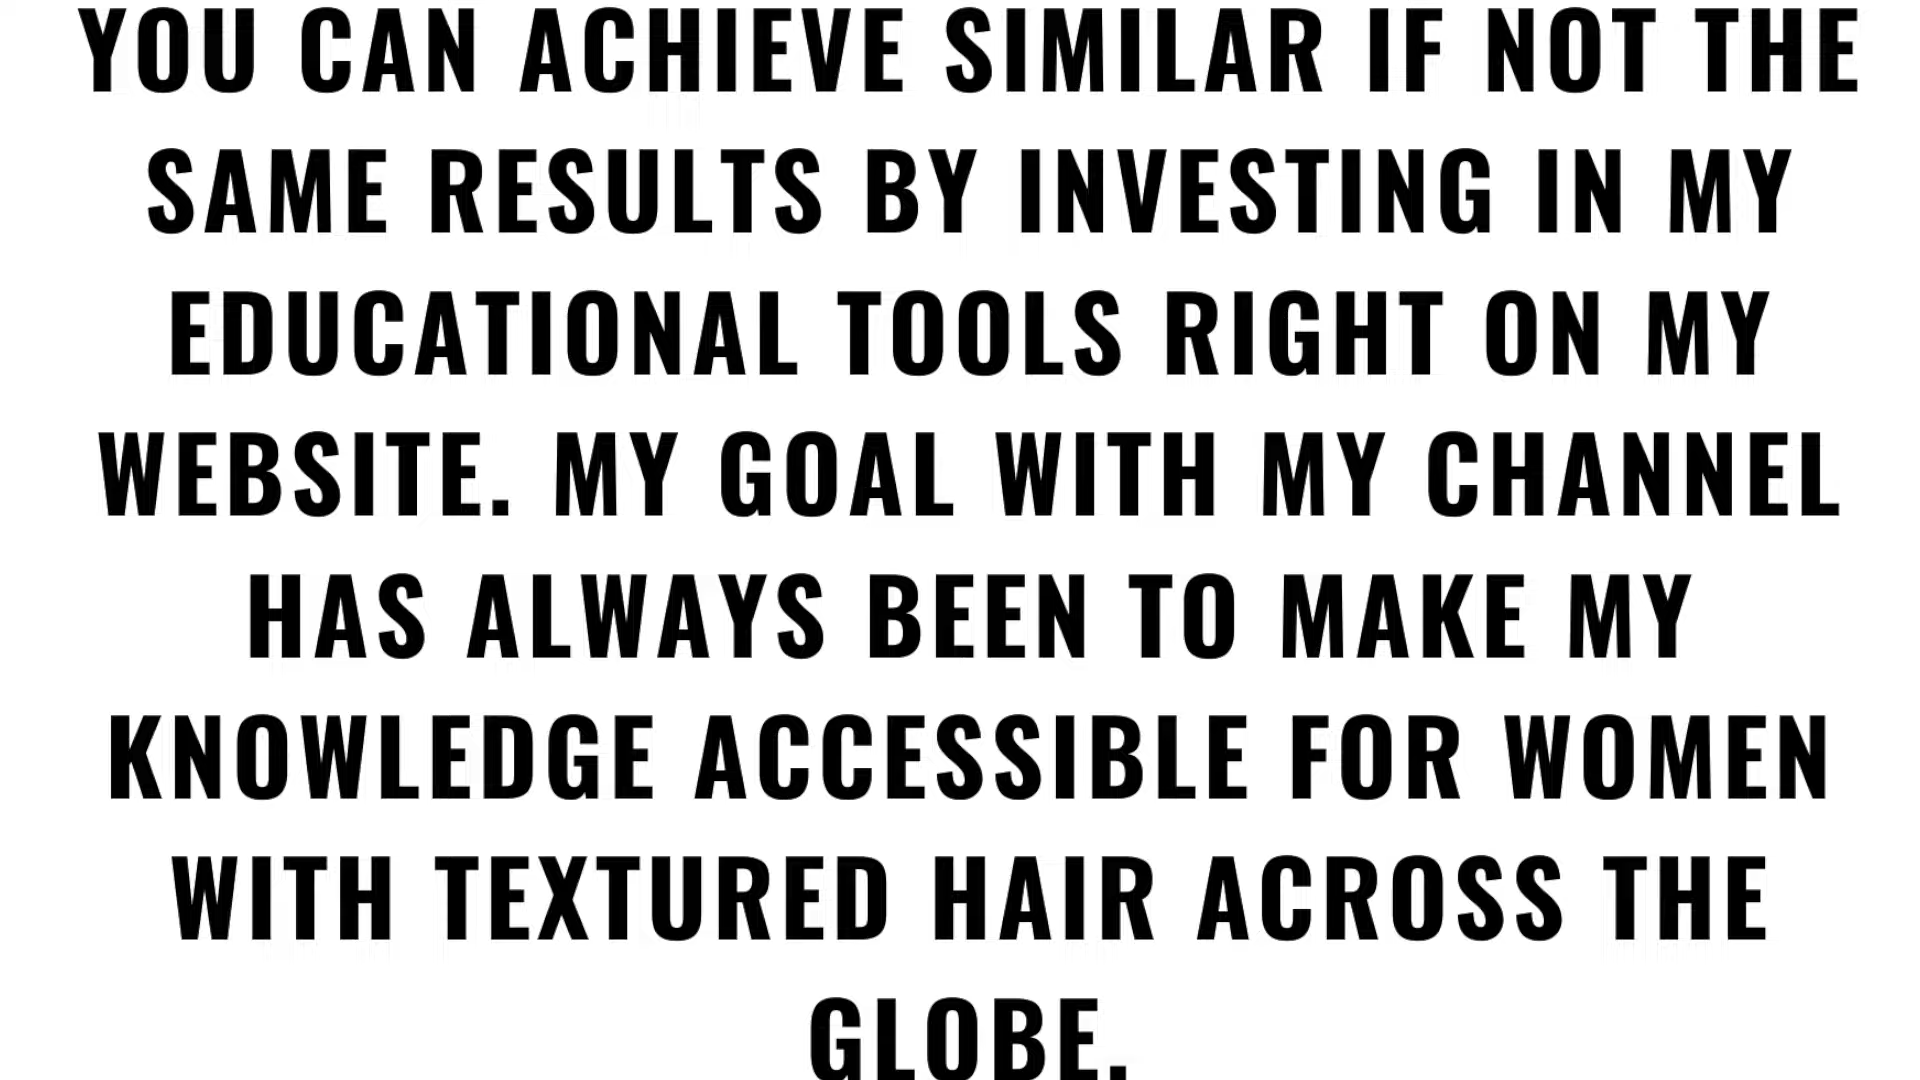 YOU CAN ACHIEVE SIMILAR IF NOT THE
SAME RESULTS BY INVESTING IN MY
EDUCATIONAL TOOLS RIGHT ON MY
WEBSITE. MY GOAL WITH MY CHANNEL
HAS ALWAYS BEEN TO MAKE MY
KNOWLEDGE ACCESSIBLE FOR WOMEN
WITH TEXTURED HAIR ACROSS THE
GLOBE.